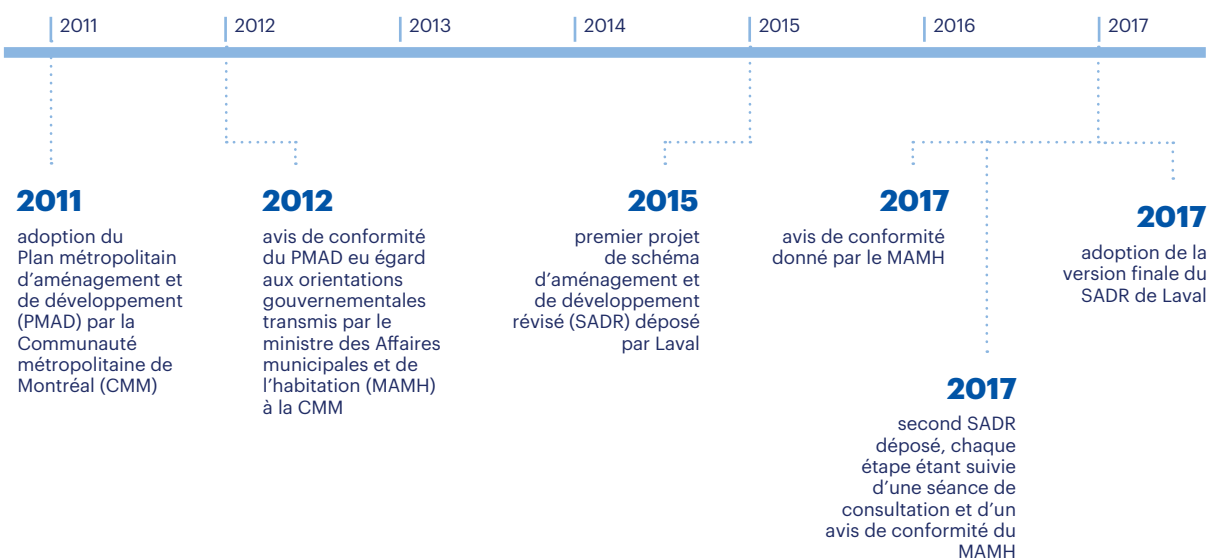 2011
2012
2013
2014
2015
2016
2017
2011
adoption du
Plan métropolitain
d'aménagement et
de développement
(PMAD) par la
Communauté
métropolitaine de
Montréal (CMM)
2012
avis de conformité
du PMAD eu égard
aux orientations
gouvernementales
transmis par le
ministre des Affaires
municipales et de
l'habitation (MAMH)
à la CMM
2015
premier projet
de schéma
d'aménagement et
de développement
révisé (SADR) déposé
par Laval
2017
avis de conformité
donné par le MAMH
2017
second SADR
déposé, chaque
étape étant suivie
d'une séance de
consultation et d'un
avis de conformité du
MAMH
2017
adoption de la
version finale du
SADR de Laval